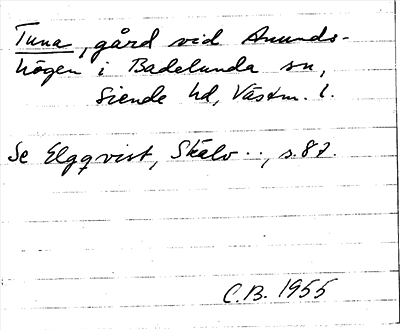 Tuna, gård vid Anunds-
högen i Badelunda sn,
Siende hd, Västm. l.
Se Elgqvist, Skälv.., s. 87.
C.B. 1955